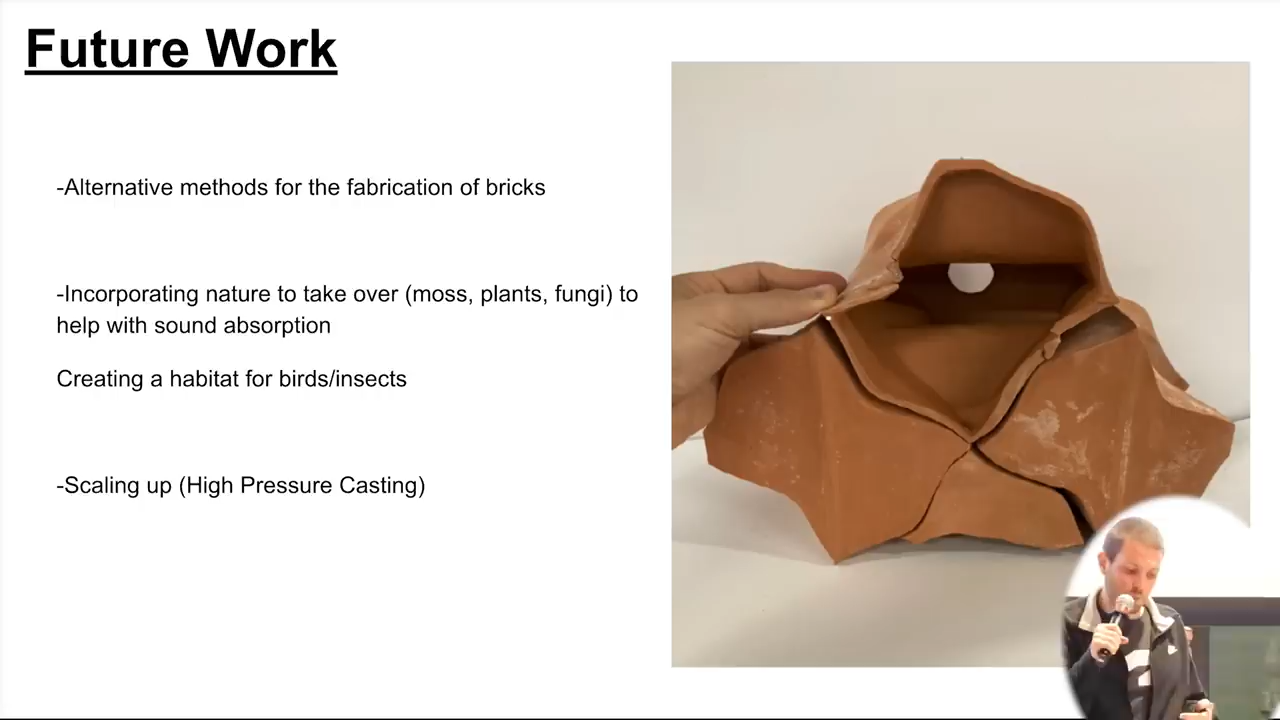 Future Work
-Alternative methods for the fabrication of bricks
-Incorporating nature to take over (moss, plants, fungi) to
help with sound absorption
Creating a habitat for birds/insects
-Scaling up (High Pressure Casting)